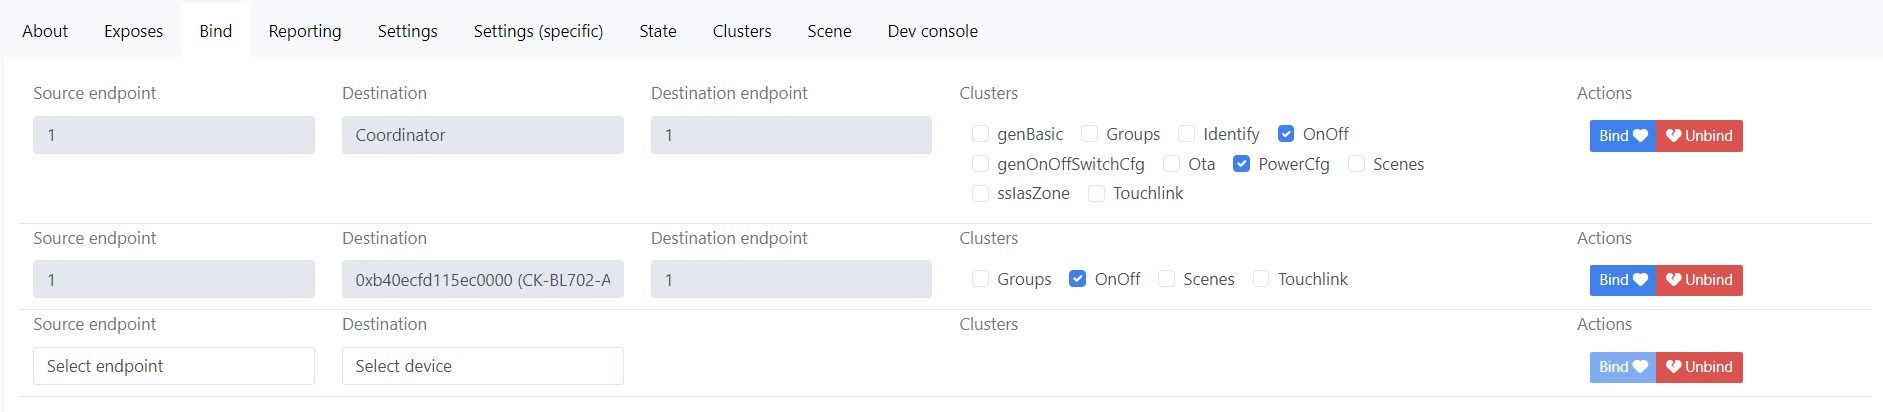 About Exposes Bind Reporting Settings Settings (specific) State Clusters Scene Dev console
Source endpoint Destination Destination endpoint Clusters Actions
1 Coordinator 1 genBasic Groups Identify OnOff Bind Unbind
genOnOffSwitchCfg Ota PowerCfg Scenes
ssIasZone Touchlink
Source endpoint Destination Destination endpoint Clusters Actions
1 0xb40ecfd115ec0000 (CK-BL702-A 1 Groups OnOff Scenes Touchlink Bind Unbind
Source endpoint Destination Clusters Actions
Select endpoint Select device Bind Unbind